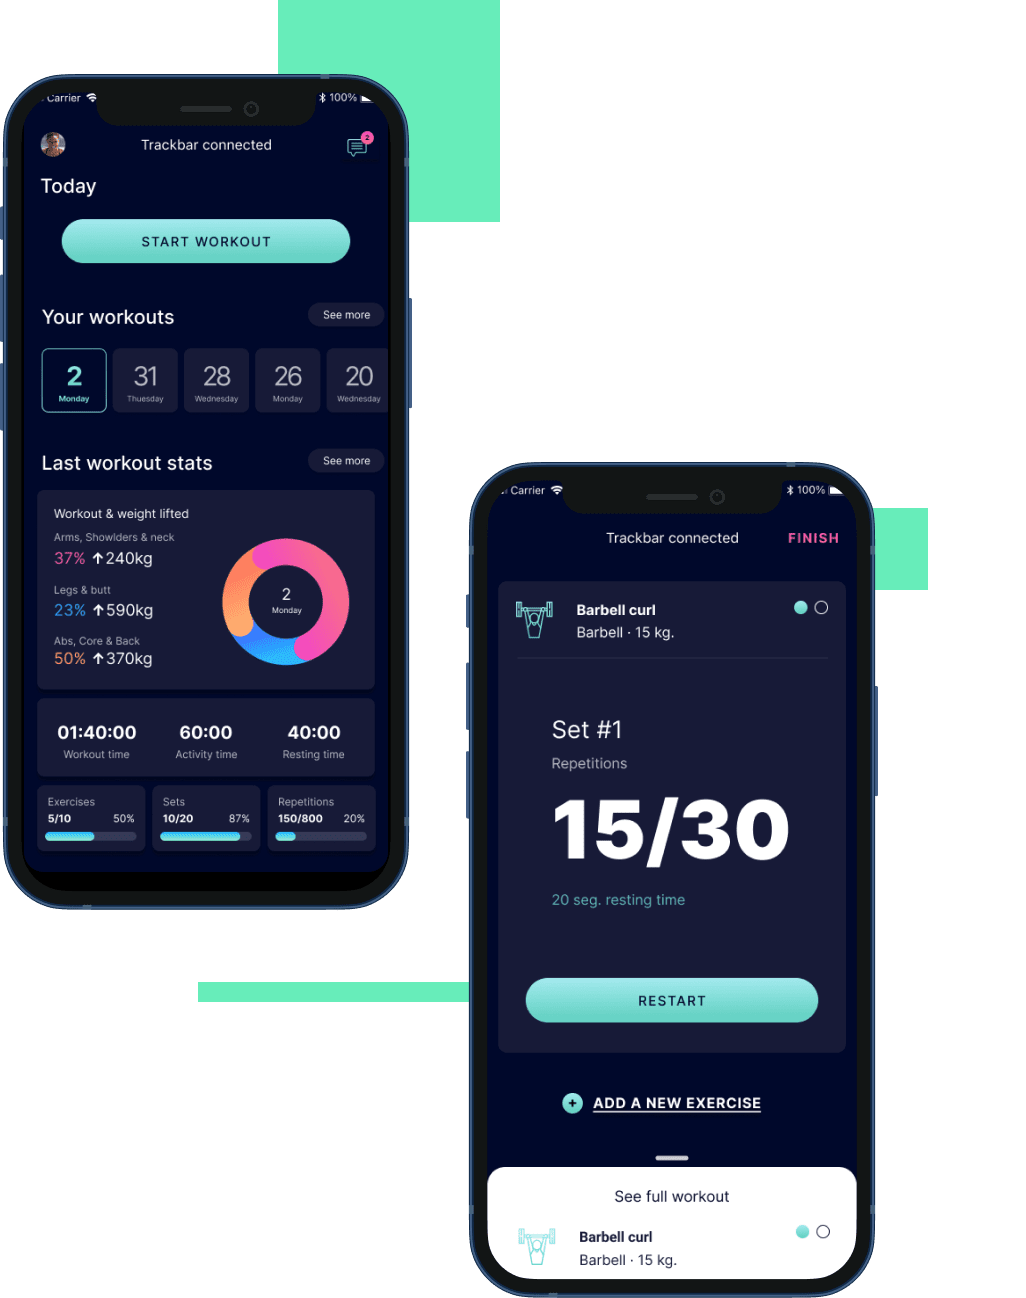 Carrier 100%
Trackbar connected 2
Today
START WORKOUT
Your workouts See more
2 31 28 26 20
Monday Thuesday Wednesday Monday Wednesday
Last workout stats See more
Workout & weight lifted
Arms, Showlders & neck
37% ↑240kg
Legs & butt
23% ↑590kg
Abs, Core & Back
50% ↑370kg
2
Monday
01:40:00 60:00 40:00
Workout time Activity time Resting time
Exercises Sets Repetitions
5/10 50% 10/20 87% 150/800 20%
Carrier 100%
Trackbar connected FINISH
Barbell curl
Barbell · 15 kg.
Set #1
Repetitions
15/30
20 seg. resting time
RESTART
ADD A NEW EXERCISE
See full workout
Barbell curl
Barbell · 15 kg.